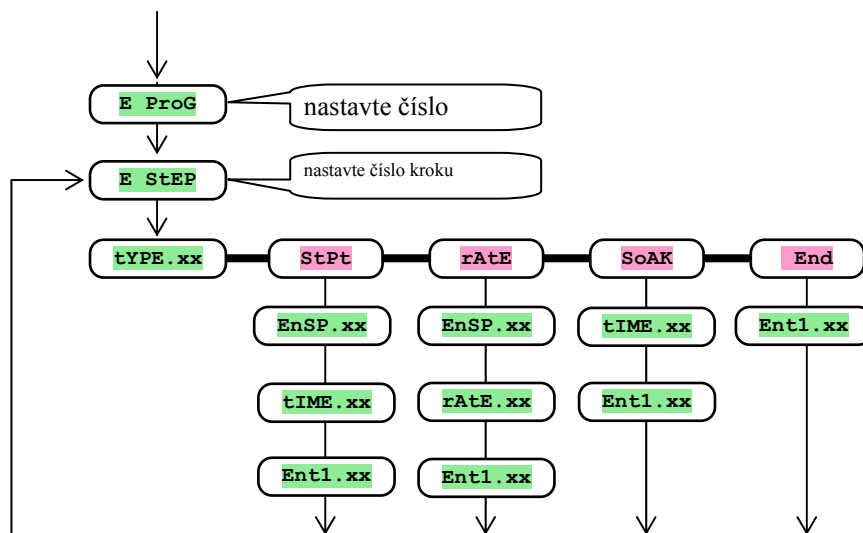 E ProG
nastavte číslo
E StEP
nastavte číslo kroku
tYPE.xx StPt rAtE SoAK End
EnSP.xx EnSP.xx tIME.xx Ent1.xx
tIME.xx rAtE.xx Ent1.xx
Ent1.xx Ent1.xx